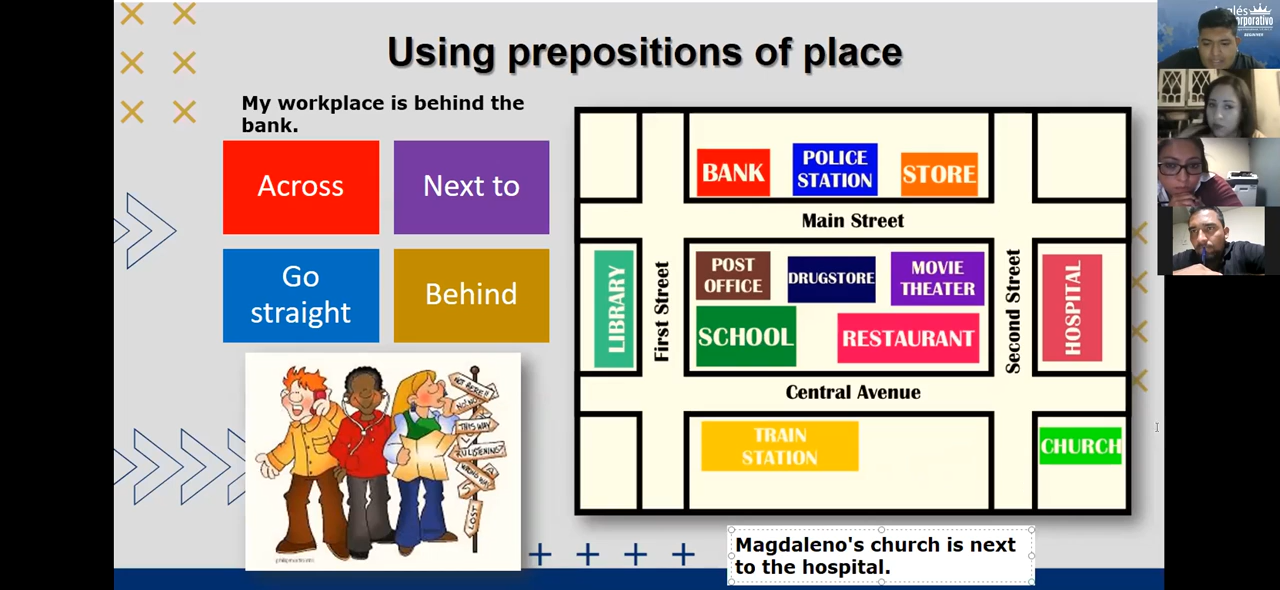 Using prepositions of place
My workplace is behind the
bank.
Across
Next to
Go
straight
Behind
BANK
POLICE
STATION
STORE
Main Street
LIBRARY
First Street
POST
OFFICE
DRUGSTORE
MOVIE
THEATER
SCHOOL
RESTAURANT
Second Street
HOSPITAL
Central Avenue
TRAIN
STATION
CHURCH
THIS WAY
LOST
Magdaleno's church is next
to the hospital.